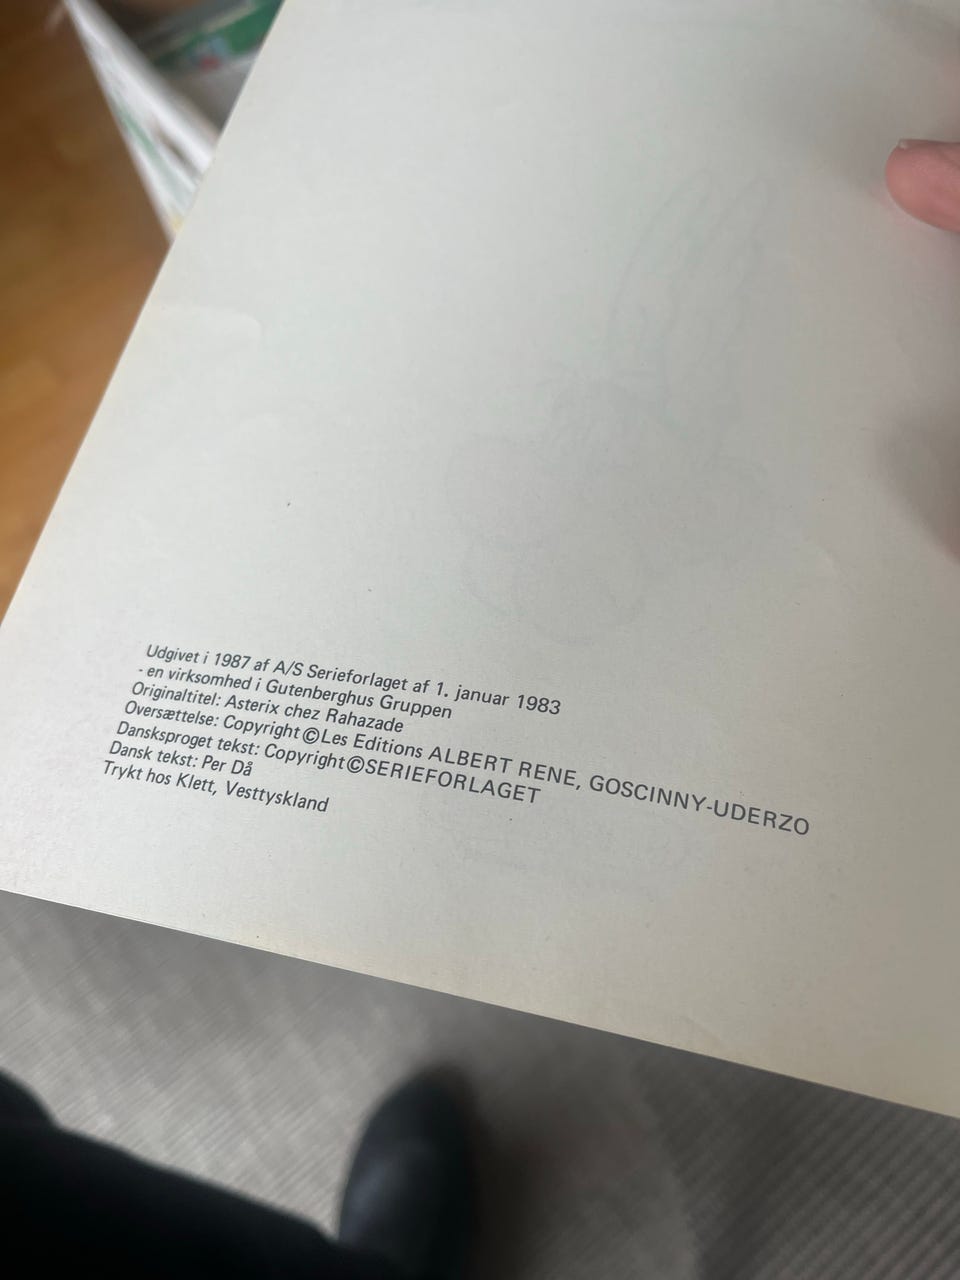 Udgivet i 1987 af A/S Serieforlaget af 1. januar 1983
- en virksomhed i Gutenberghus Gruppen
Originaltitel: Asterix chez Rahazade
Oversættelse: Copyright ©Les Editions ALBERT RENE, GOSCINNY-UDERZO
Dansksproget tekst: Copyright ©SERIEFORLAGET
Dansk tekst: Per Då
Trykt hos Klett, Vesttyskland